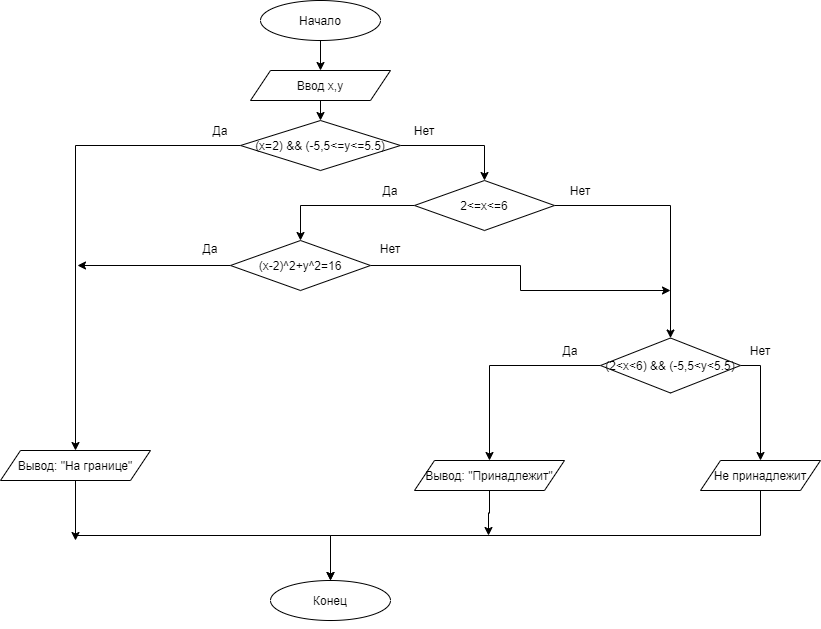 Начало
Ввод x,y
Да
Нет
(x=2) && (-5,5<=y<=5.5)
Да
Нет
2<=x<=6
Да
Нет
(x-2)^2+y^2=16
Да
Нет
(2<x<6) && (-5,5<y<5.5)
Вывод: "На границе"
Вывод: "Принадлежит"
Не принадлежит
Конец